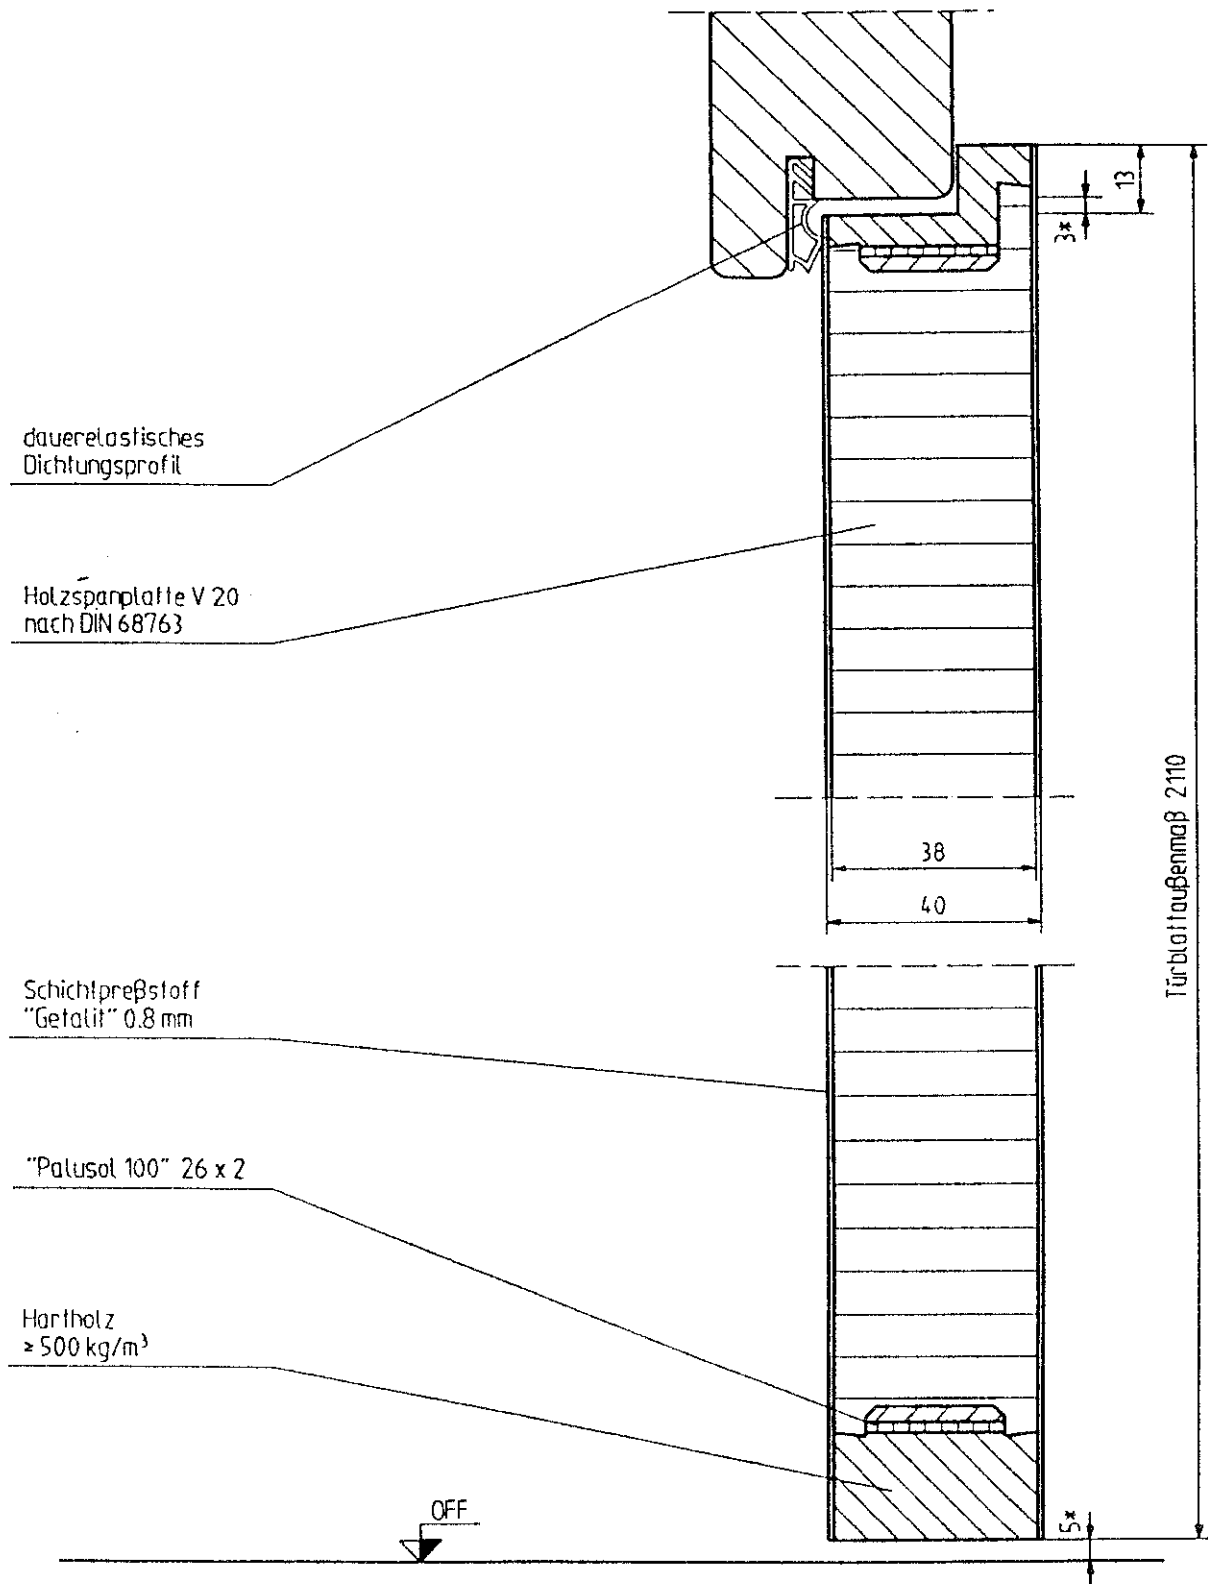 13
3*
dauerelastisches
Dichtungsprofil
Holzspanplatte V 20
nach DIN 68763
38
40
Türblattaußenmaß 2110
Schichtpreßstoff
"Getalit" 0.8 mm
"Palusol 100" 26 x 2
Hartholz
≥ 500 kg/m³
OFF
5*